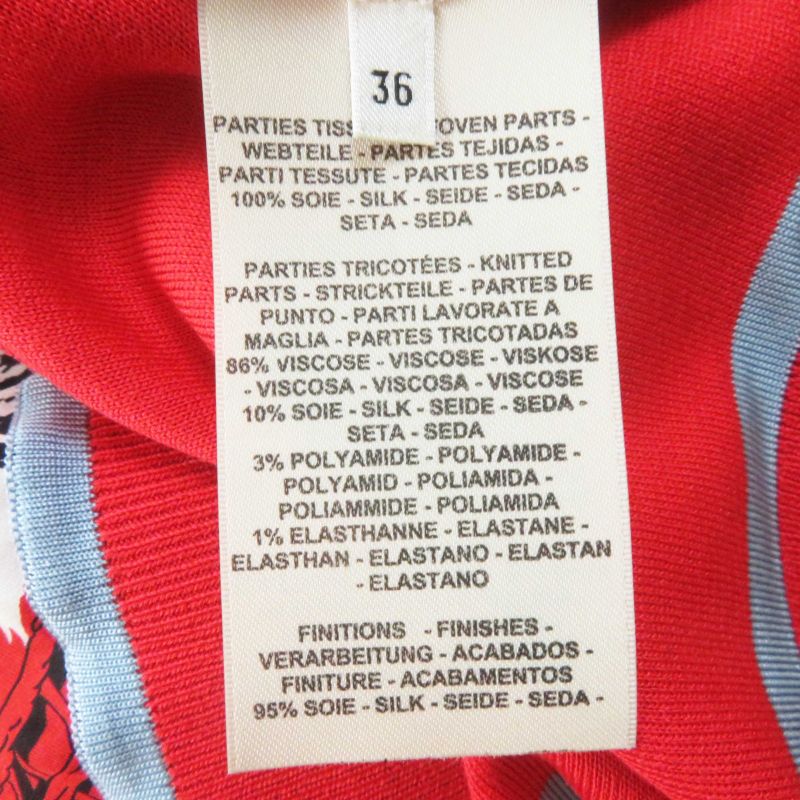 36
PARTIES TISS OVEN PARTS -
WEBTEILE - PARTES TEJIDAS -
PARTI TESSUTE - PARTES TECIDAS
100% SOIE - SILK - SEIDE - SEDA -
SETA - SEDA
PARTIES TRICOTÉES - KNITTED
PARTS - STRICKTEILE - PARTES DE
PUNTO - PARTI LAVORATE A
MAGLIA - PARTES TRICOTADAS
86% VISCOSE - VISCOSE - VISKOSE
- VISCOSA - VISCOSA - VISCOSE
10% SOIE - SILK - SEIDE - SEDA -
SETA - SEDA
3% POLYAMIDE - POLYAMIDE -
POLYAMID - POLIAMIDA -
POLIAMMIDE - POLIAMIDA
1% ELASTHANNE - ELASTANE -
ELASTHAN - ELASTANO - ELASTAN
- ELASTANO
FINITIONS - FINISHES -
VERARBEITUNG - ACABADOS -
FINITURE - ACABAMENTOS
95% SOIE - SILK - SEIDE - SEDA -